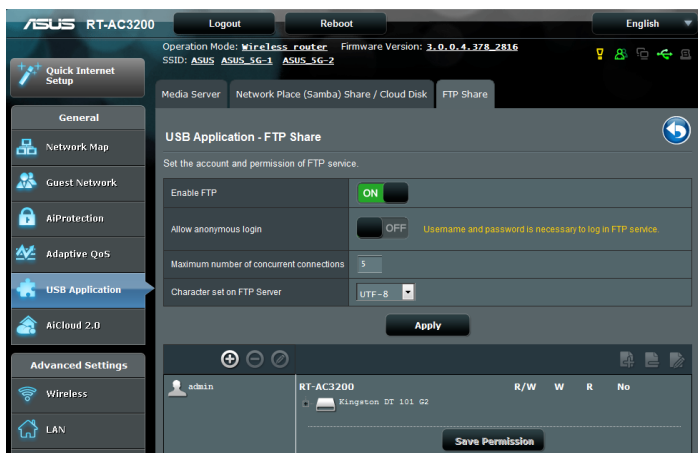 ASUS RT-AC3200
Logout
Reboot
English
Operation Mode: Wireless router Firmware Version: 3.0.0.4.378_2816
SSID: ASUS ASUS_5G-1 ASUS_5G-2
Quick Internet
Setup
General
Network Map
Guest Network
AiProtection
Adaptive QoS
USB Application
AiCloud 2.0
Advanced Settings
Wireless
LAN
Media Server
Network Place (Samba) Share / Cloud Disk
FTP Share
USB Application - FTP Share
Set the account and permission of FTP service.
Enable FTP
ON
Allow anonymous login
OFF
Username and password is necessary to log in FTP service.
Maximum number of concurrent connections
5
Character set on FTP Server
UTF-8
Apply
admin
RT-AC3200 R/W W R No
Kingston DT 101 G2
Save Permission